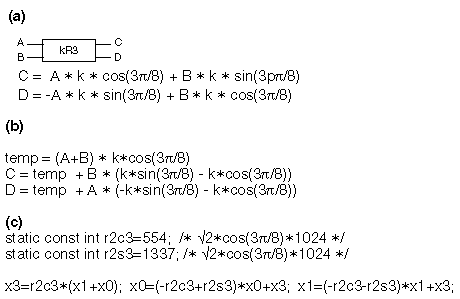 (a)
A C
kR3
B D
C = A * k * cos(3π/8) + B * k * sin(3pπ/8)
D = -A * k * sin(3π/8) + B * k * cos(3π/8)
(b)
temp = (A+B) * k*cos(3π/8)
C = temp + B * (k*sin(3π/8) - k*cos(3π/8))
D = temp + A * (-k*sin(3π/8) - k*cos(3π/8))
(c)
static const int r2c3=554; /* √2*cos(3π/8)*1024 */
static const int r2s3=1337; /* √2*cos(3π/8)*1024 */
x3=r2c3*(x1+x0); x0=(-r2c3+r2s3)*x0+x3; x1=(-r2c3-r2s3)*x1+x3;